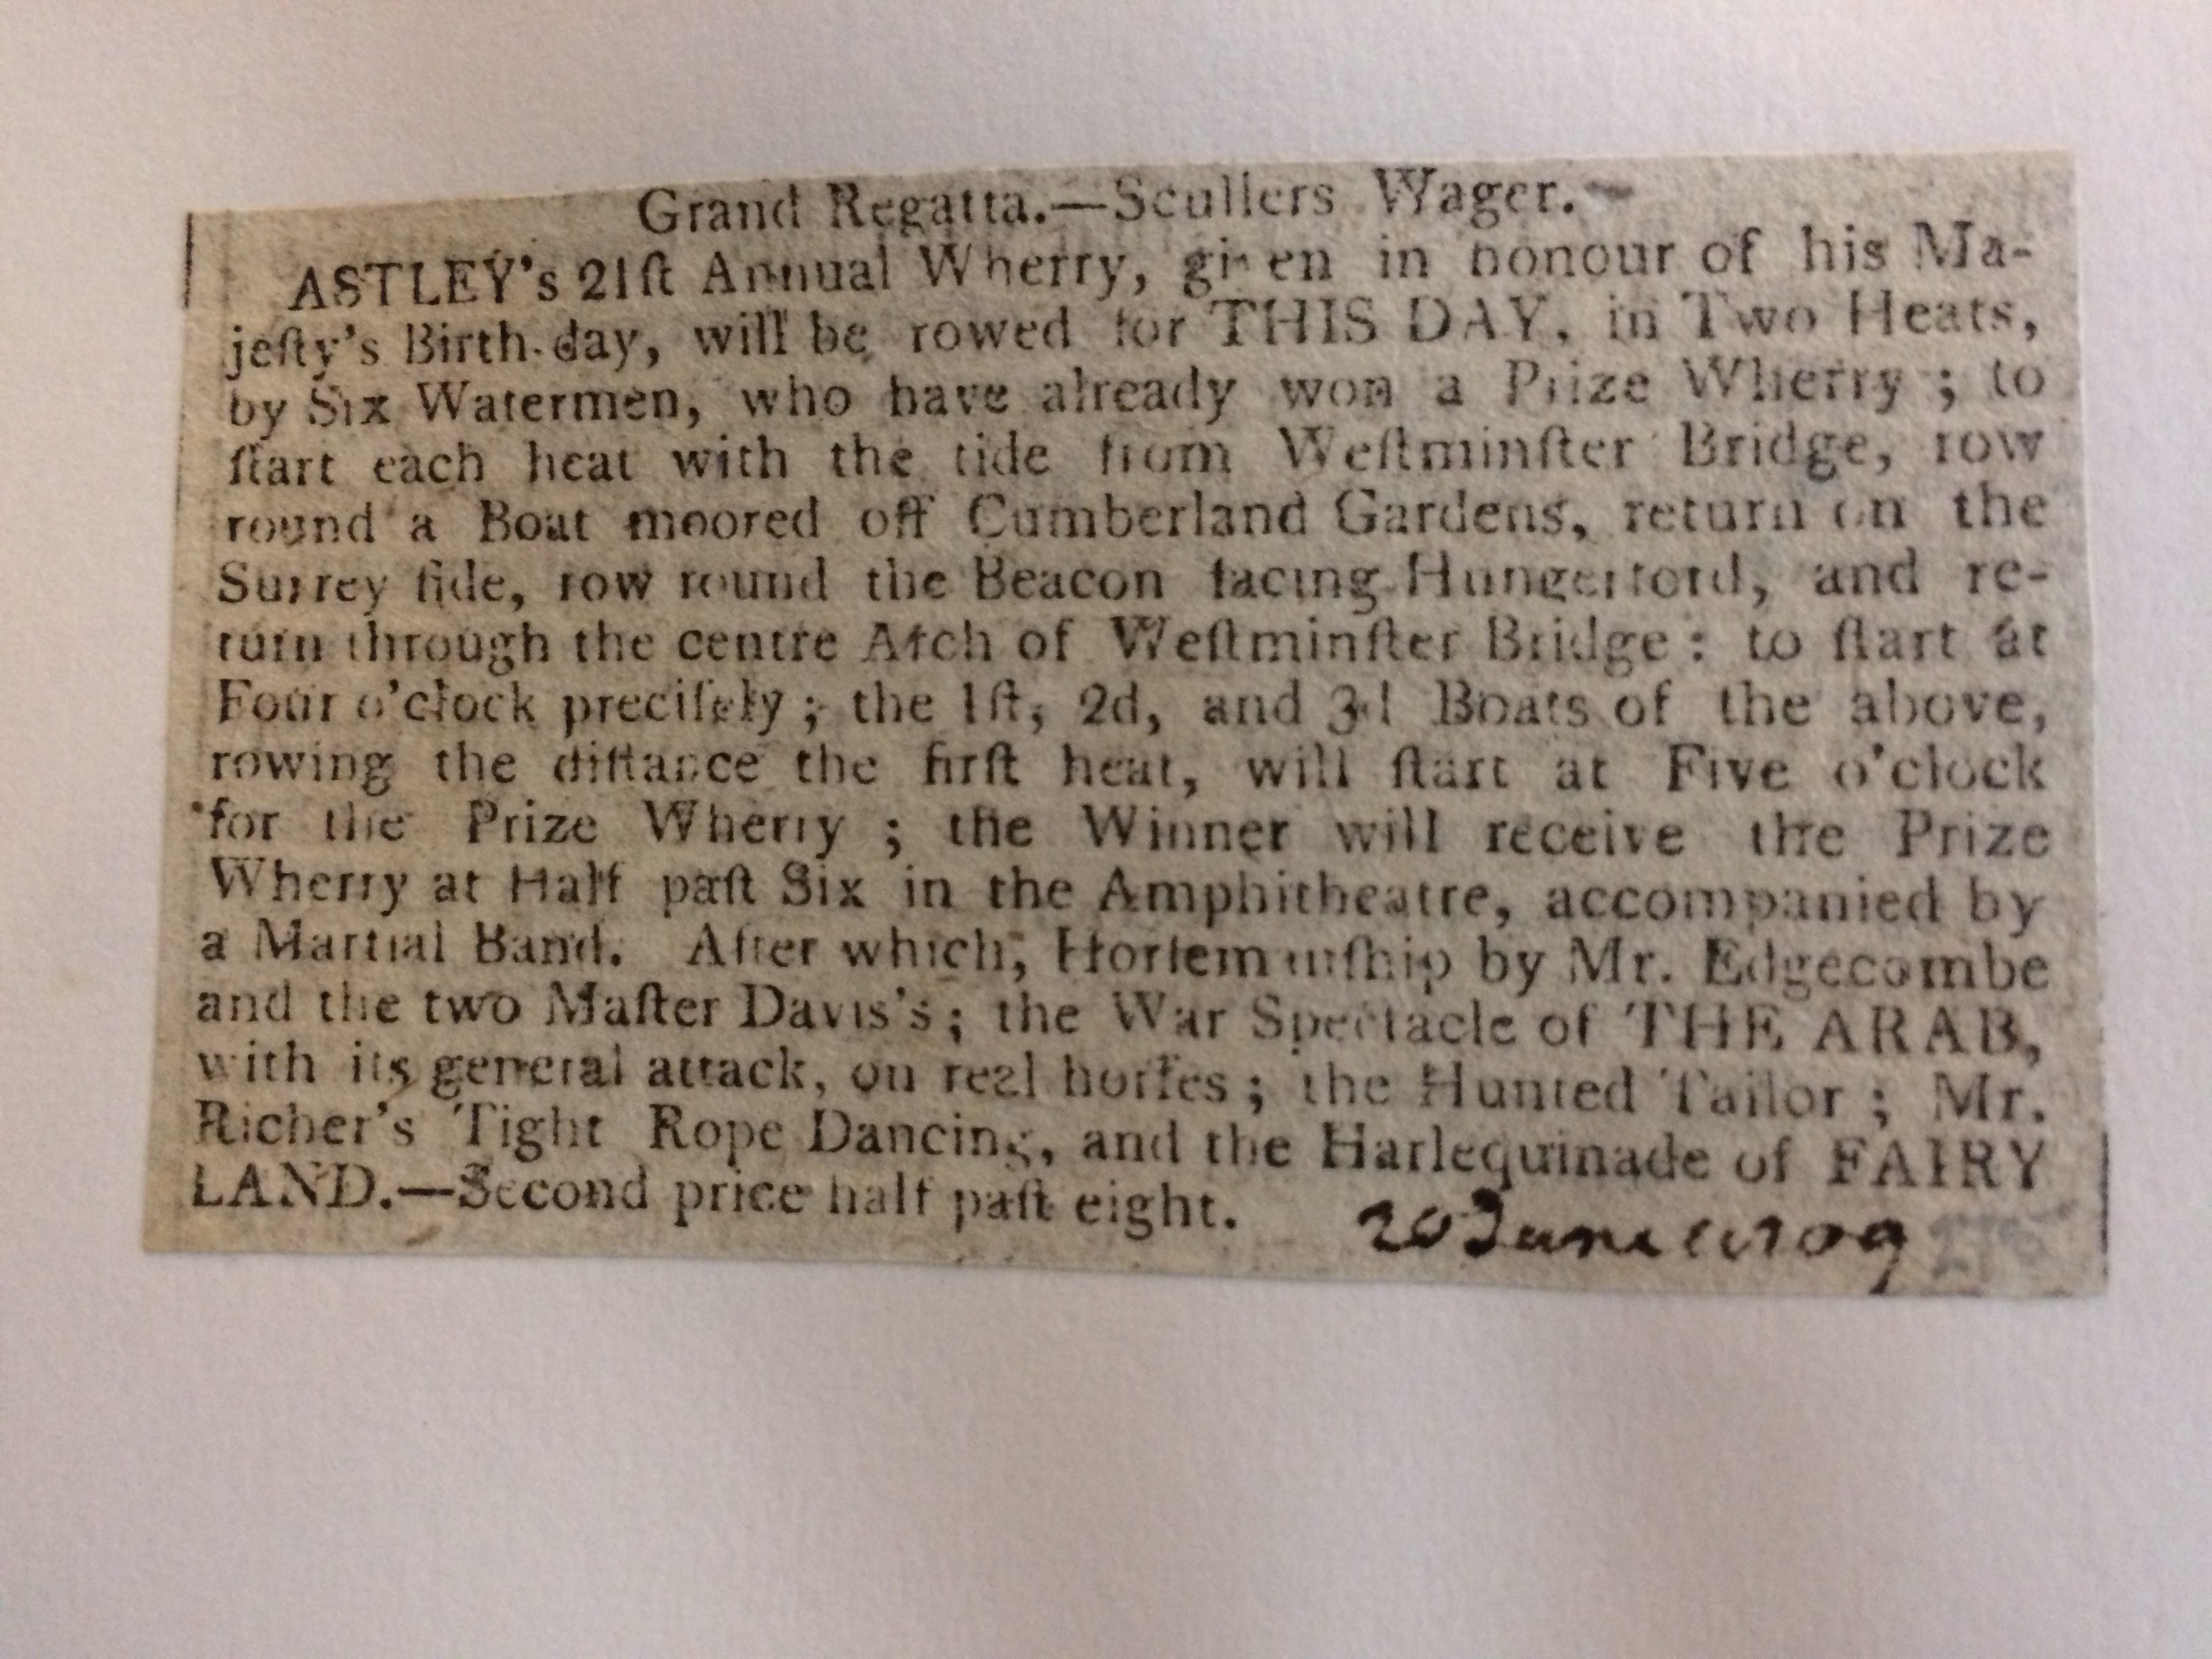 Grand Regatta.—Scullers Wager.
ASTLEY's 21ſt Annual Wherry, given in honour of his Ma-
jeſty's Birth-day, will be rowed for THIS DAY, in Two Heats,
by Six Watermen, who have already won a Prize Wherry ; to
ſtart each heat with the tide from Weſtminſter Bridge, row
round a Boat moored off Cumberland Gardens, return on the
Surrey ſide, row round the Beacon facing Hungerford, and re-
turn through the centre Arch of Weſtminſter Bridge : to ſtart at
Four o'clock preciſely ; the 1ſt, 2d, and 3d Boats of the above,
rowing the diſtance the firſt heat, will ſtart at Five o'clock
for the Prize Wherry ; the Winner will receive the Prize
Wherry at Half paſt Six in the Amphitheatre, accompanied by
a Martial Band. After which, Horſemanſhip by Mr. Edgecombe
and the two Maſter Davis's ; the War Spectacle of THE ARAB,
with its general attack, on real horſes ; the Hunted Tailor ; Mr.
Richer's Tight Rope Dancing, and the Harlequinade of FAIRY
LAND.—Second price half paſt eight.
20 June